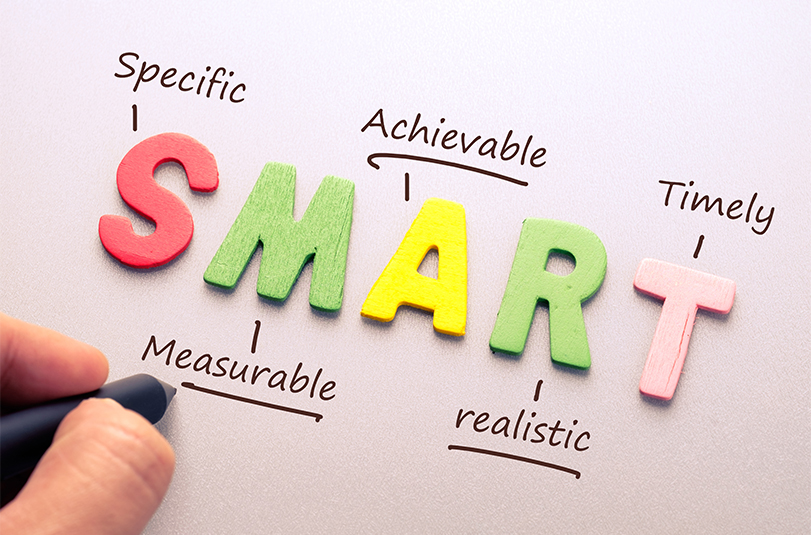 Specific
Achievable
Timely
SMART
Measurable
realistic